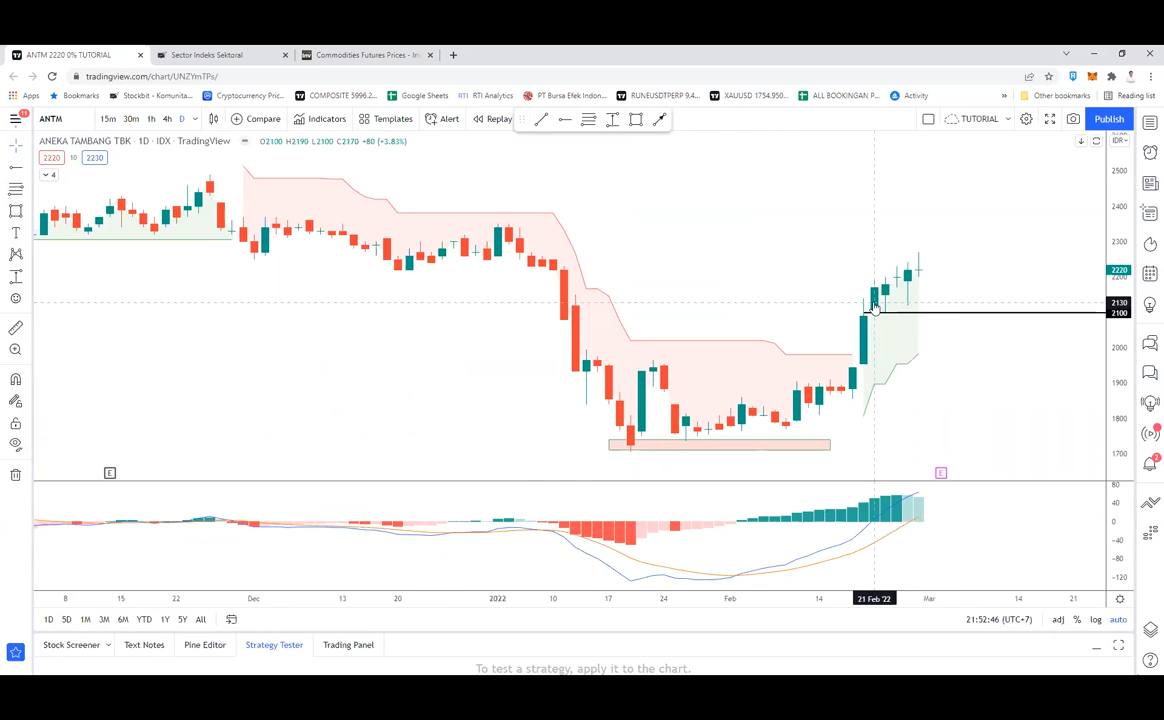 ANTM 2220 0% TUTORIAL
Sector Indeks Sektoral
Commodities Futures Prices - Inv
tradingview.com/chart/UNZYmTPs/
Apps Bookmarks Stockbit - Komunita... Cryptocurrency Pric... COMPOSITE 5996.2... Google Sheets RTI Analytics PT Bursa Efek Indon... RUNEUSDTPERP 9.4... XAUUSD 1754.950... ALL BOOKINGAN P... Activity » Other bookmarks Reading list
11 ANTM 15m 30m 1h 4h D Compare Indicators Templates Alert Replay TUTORIAL Publish
ANEKA TAMBANG TBK · 1D · IDX · TradingView O2100 H2190 L2100 C2170 +80 (+3.83%) IDR
2220 10 2230
4
2500
2400
2300
2220
2200
2130
2100
2000
1900
1800
1700
E E
80
40
0
−40
−80
−120
8 15 22 Dec 13 20 2022 10 17 24 Feb 14 21 Feb '22 Mar 14 21
1D 5D 1M 3M 6M YTD 1Y 5Y All 21:52:46 (UTC+7) adj % log auto
Stock Screener Text Notes Pine Editor Strategy Tester Trading Panel
To test a strategy, apply it to the chart.